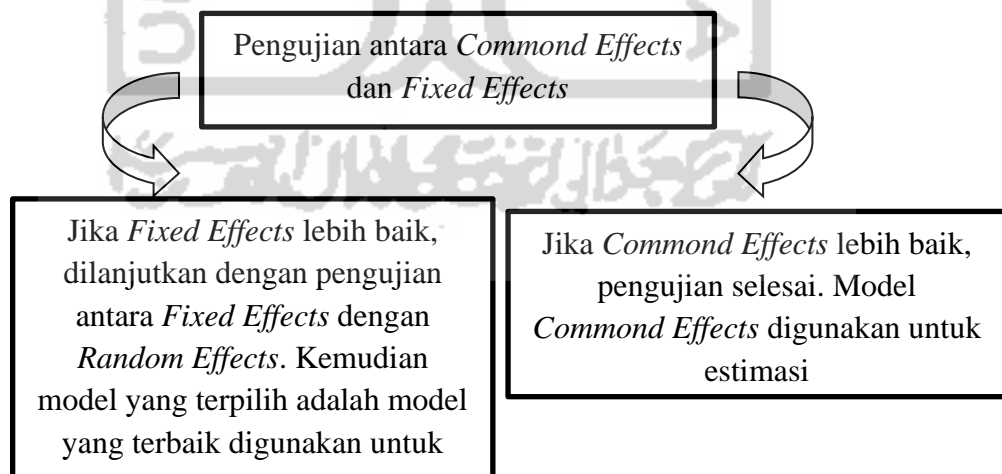 Pengujian antara Commond Effects
dan Fixed Effects
Jika Fixed Effects lebih baik,
dilanjutkan dengan pengujian
antara Fixed Effects dengan
Random Effects. Kemudian
model yang terpilih adalah model
yang terbaik digunakan untuk
Jika Commond Effects lebih baik,
pengujian selesai. Model
Commond Effects digunakan untuk
estimasi